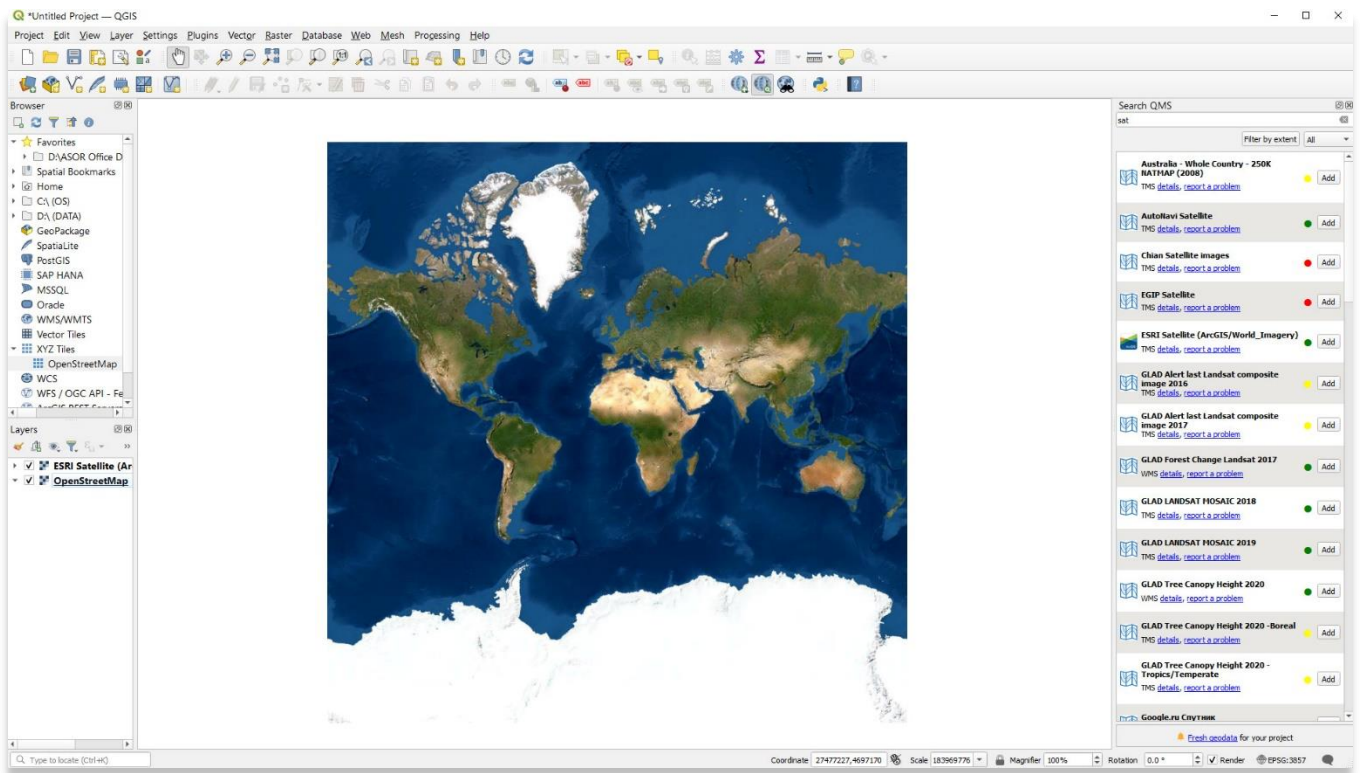 *Untitled Project — QGIS
Project Edit View Layer Settings Plugins Vector Raster Database Web Mesh Processing Help
Browser
Favorites
D:\ASOR Office D
Spatial Bookmarks
Home
C:\ (OS)
D:\ (DATA)
GeoPackage
SpatiaLite
PostGIS
SAP HANA
MSSQL
Oracle
WMS/WMTS
Vector Tiles
XYZ Tiles
OpenStreetMap
WCS
WFS / OGC API - Fe
Layers
ESRI Satellite (Ar
OpenStreetMap
Search QMS
sat
Filter by extent All
Australia - Whole Country - 250K
NATMAP (2008)
TMS details, report a problem Add
AutoNavi Satellite
TMS details, report a problem Add
Chian Satellite images
TMS details, report a problem Add
EGIP Satellite
TMS details, report a problem Add
ESRI Satellite (ArcGIS/World_Imagery)
TMS details, report a problem Add
GLAD Alert last Landsat composite
image 2016
TMS details, report a problem Add
GLAD Alert last Landsat composite
image 2017
TMS details, report a problem Add
GLAD Forest Change Landsat 2017
WMS details, report a problem Add
GLAD LANDSAT MOSAIC 2018
TMS details, report a problem Add
GLAD LANDSAT MOSAIC 2019
TMS details, report a problem Add
GLAD Tree Canopy Height 2020
WMS details, report a problem Add
GLAD Tree Canopy Height 2020 -Boreal
TMS details, report a problem Add
GLAD Tree Canopy Height 2020 -
Tropics/Temperate
TMS details, report a problem Add
Google.ru Спутник
Fresh geodata for your project
Type to locate (Ctrl+K) Coordinate 27477227,4697170 Scale 183969776 Magnifier 100% Rotation 0.0 ° Render EPSG:3857